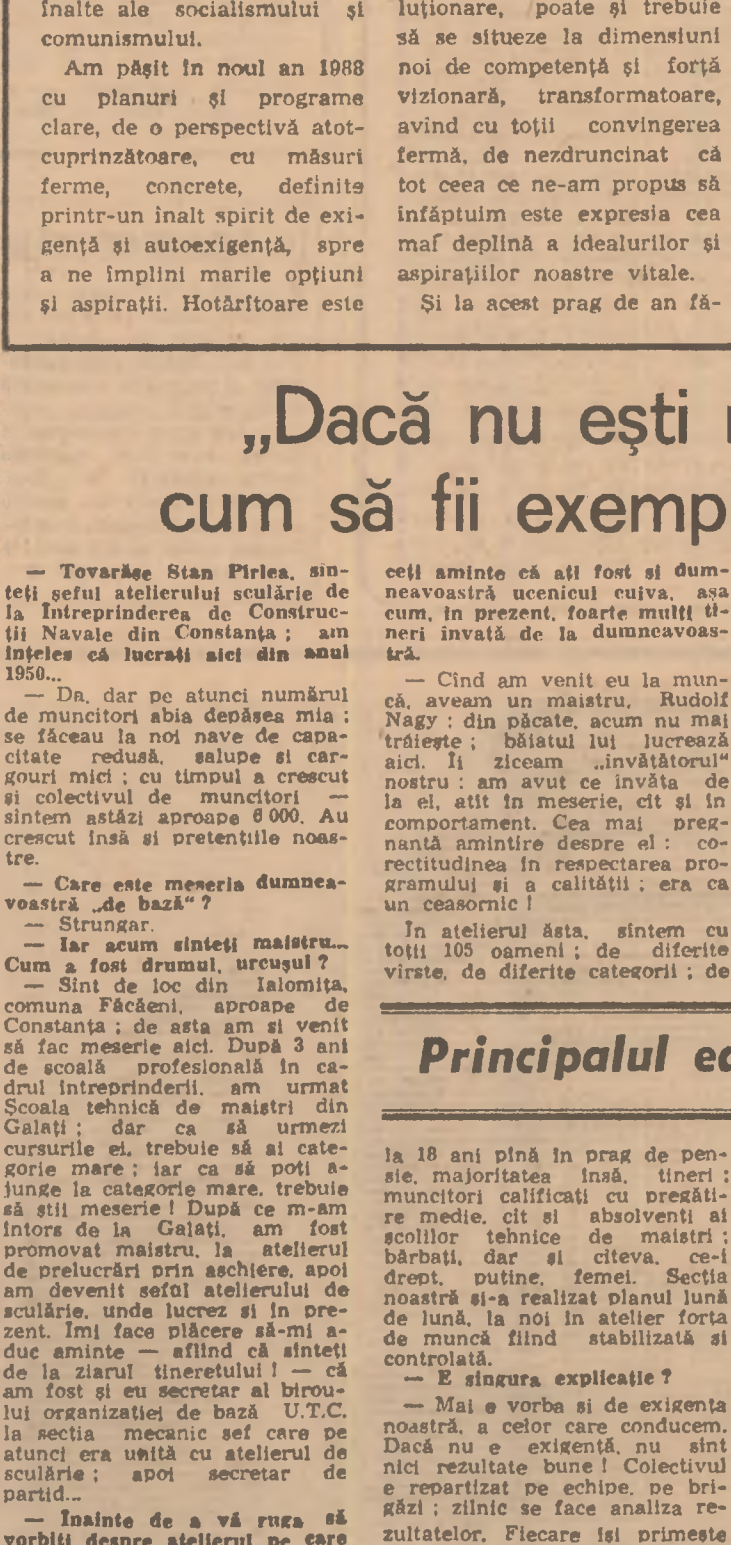 înalte ale socialismului și
comunismului.
Am pășit în noul an 1988
cu planuri și programe
clare, de o perspectivă atot-
cuprinzătoare, cu măsuri
ferme, concrete, definite
printr-un înalt spirit de exi-
gență și autoexigență, spre
a ne împlini marile opțiuni
și aspirații. Hotărîtoare este
luționare, poate și trebuie
să se situeze la dimensiuni
noi de competență și forță
vizionară, transformatoare,
avînd cu toții convingerea
fermă, de nezdruncinat că
tot ceea ce ne-am propus să
înfăptuim este expresia cea
mai deplină a idealurilor și
aspirațiilor noastre vitale.
Și la acest prag de an fă-
„Dacă nu ești
cum să fii exemp
— Tovarășe Stan Pîrlea, sîn-
teți șeful atelierului sculărie de
la Întreprinderea de Construc-
ții Navale din Constanța ; am
înțeles că lucrați aici din anul
1950...
— Da, dar pe atunci numărul
de muncitori abia depășea mia ;
se făceau la noi nave de capa-
citate redusă, șalupe și car-
gouri mici ; cu timpul a crescut
și colectivul de muncitori —
sîntem astăzi aproape 6 000. Au
crescut însă și pretențiile noas-
tre.
— Care este meseria dumnea-
voastră „de bază“ ?
— Strungar.
— Iar acum sînteți maistru...
Cum a fost drumul, urcușul ?
— Sînt de loc din Ialomița,
comuna Făcăeni, aproape de
Constanța ; de asta am și venit
să fac meserie aici. După 3 ani
de școală profesională în ca-
drul întreprinderii, am urmat
Școala tehnică de maiștri din
Galați ; dar ca să urmezi
cursurile ei, trebuie să ai cate-
gorie mare ; iar ca să poți a-
junge la categorie mare, trebuie
să știi meserie ! După ce m-am
întors de la Galați, am fost
promovat maistru, la atelierul
de prelucrări prin așchiere, apoi
am devenit șeful atelierului de
sculărie, unde lucrez și în pre-
zent. Îmi face plăcere să-mi a-
duc aminte — aflînd că sînteți
de la ziarul tineretului ! — că
am fost și eu secretar al birou-
lui organizației de bază U.T.C.
la secția mecanic șef care pe
atunci era unită cu atelierul de
sculărie ; apoi secretar de
partid...
— Înainte de a vă ruga să
vorbiți despre atelierul pe care
ceți aminte că ați fost și dum-
neavoastră ucenicul cuiva, așa
cum, în prezent, foarte mulți ti-
neri învață de la dumneavoas-
tră.
— Cînd am venit eu la mun-
că, aveam un maistru, Rudolf
Nagy ; din păcate, acum nu mai
trăiește ; băiatul lui lucrează
aici. Îi ziceam „învățătorul“
nostru ; am avut ce învăța de
la el, atît în meserie, cît și în
comportament. Cea mai preg-
nantă amintire despre el : co-
rectitudinea în respectarea pro-
gramului și a calității ; era ca
un ceasornic !
În atelierul ăsta, sîntem cu
toții 105 oameni ; de diferite
vîrste, de diferite categorii ; de
Principalul
la 18 ani pînă în prag de pen-
sie, majoritatea însă, tineri ;
muncitori calificați cu pregăti-
re medie, cît și absolvenți ai
școlilor tehnice de maiștri ;
bărbați, dar și cîteva, ce-i
drept, puține, femei. Secția
noastră și-a realizat planul lună
de lună, la noi în atelier forța
de muncă fiind stabilizată și
controlată.
— E singura explicație ?
— Mai e vorba și de exigența
noastră, a celor care conducem.
Dacă nu e exigență, nu sînt
nici rezultate bune ! Colectivul
e repartizat pe echipe, pe bri-
găzi ; zilnic se face analiza re-
zultatelor. Fiecare își primește